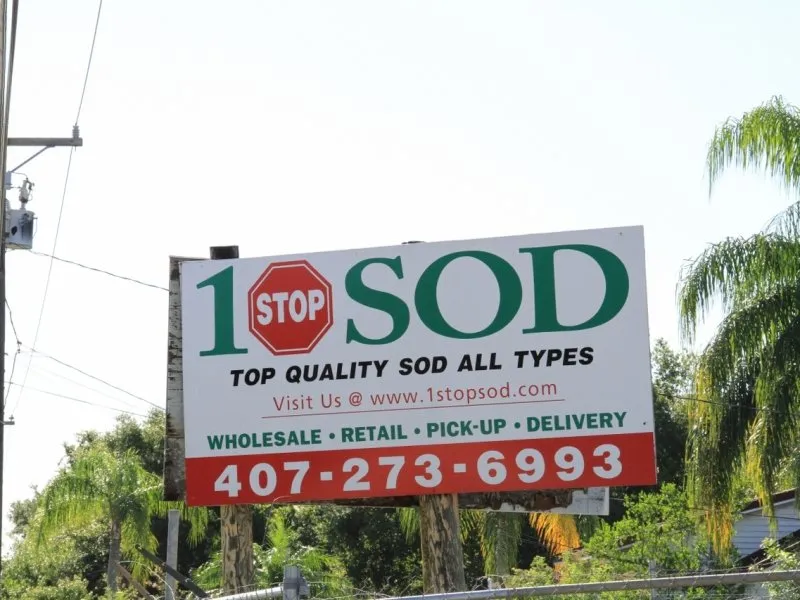 1 STOP SOD
TOP QUALITY SOD ALL TYPES
Visit Us @ www.1stopsod.com
WHOLESALE • RETAIL • PICK-UP • DELIVERY
407-273-6993